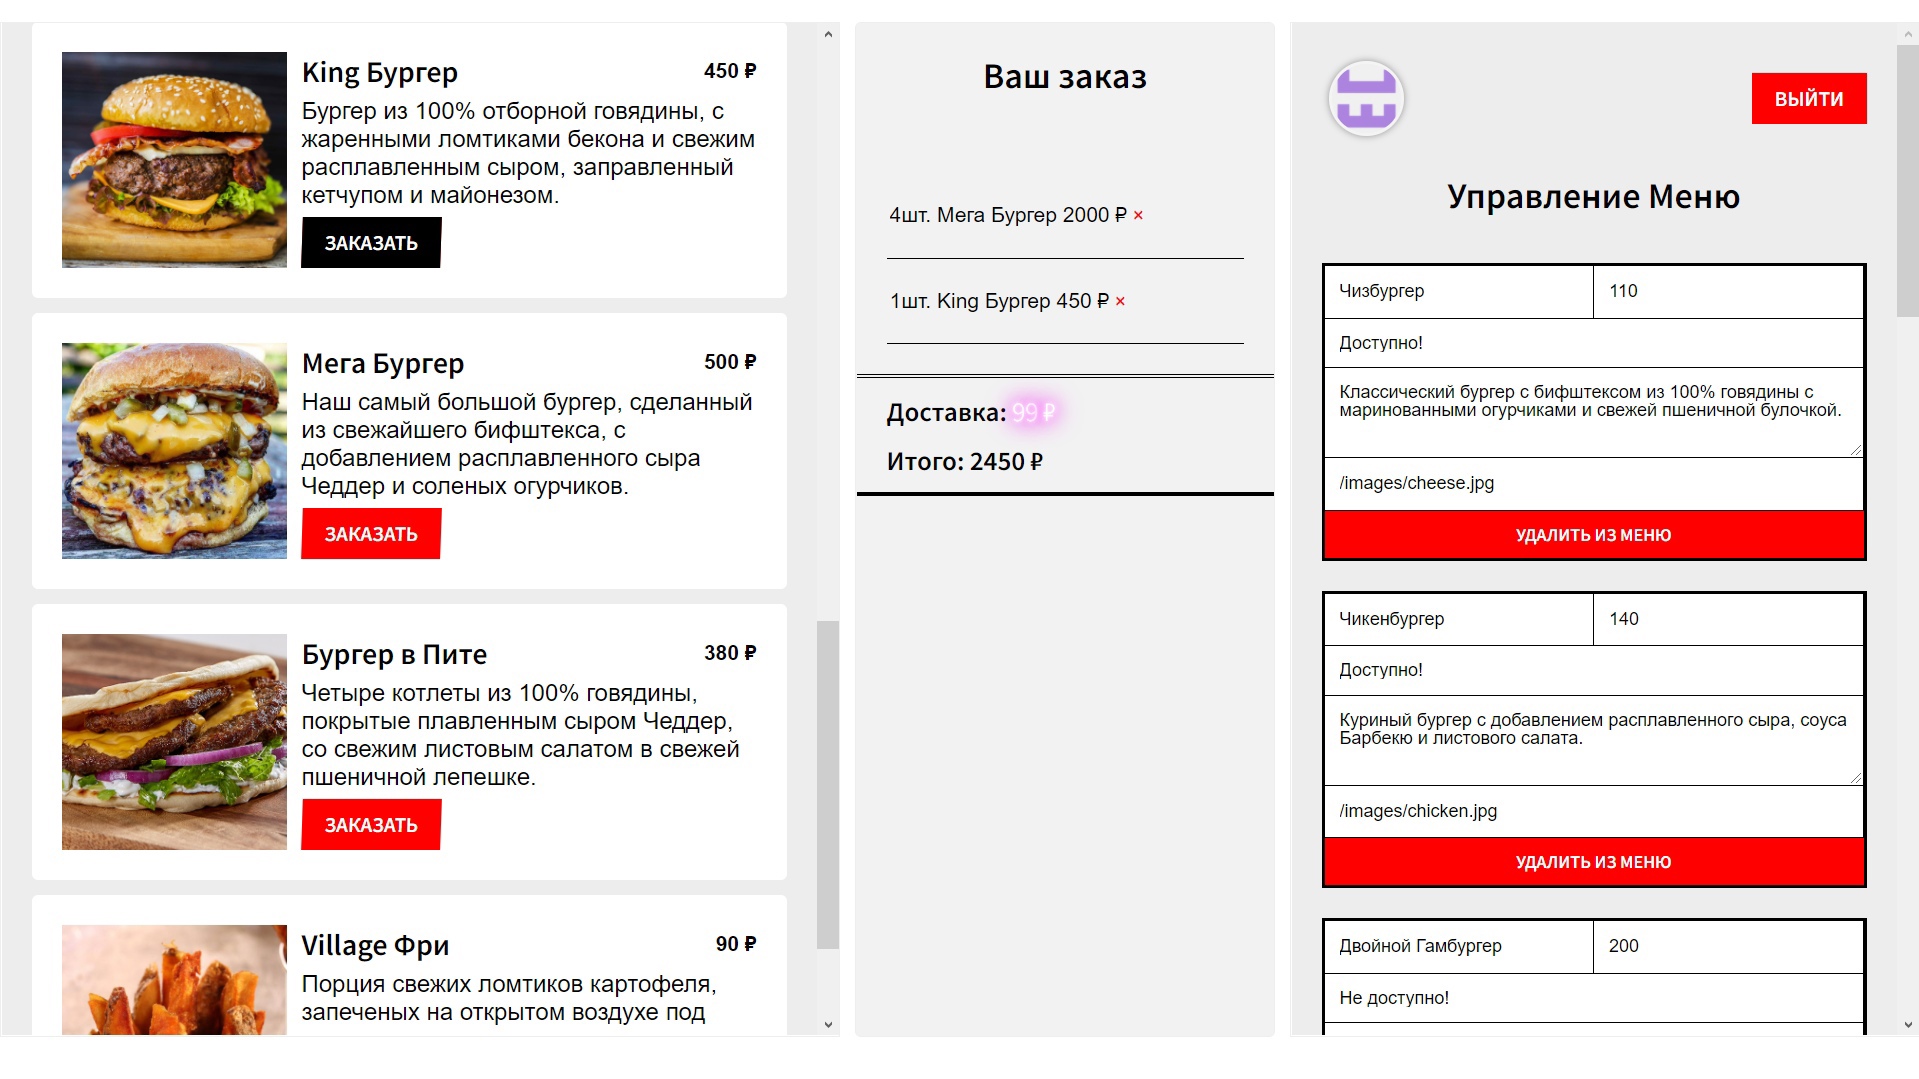 King Бургер
450 ₽
Бургер из 100% отборной говядины, с
жаренными ломтиками бекона и свежим
расплавленным сыром, заправленный
кетчупом и майонезом.
ЗАКАЗАТЬ
Мега Бургер
500 ₽
Наш самый большой бургер, сделанный
из свежайшего бифштекса, с
добавлением расплавленного сыра
Чеддер и соленых огурчиков.
ЗАКАЗАТЬ
Бургер в Пите
380 ₽
Четыре котлеты из 100% говядины,
покрытые плавленным сыром Чеддер,
со свежим листовым салатом в свежей
пшеничной лепешке.
ЗАКАЗАТЬ
Village Фри
90 ₽
Порция свежих ломтиков картофеля,
запеченых на открытом воздухе под
Ваш заказ
4шт. Мега Бургер 2000 ₽ ×
1шт. King Бургер 450 ₽ ×
Доставка: 99 ₽
Итого: 2450 ₽
ВЫЙТИ
Управление Меню
Чизбургер
110
Доступно!
Классический бургер с бифштексом из 100% говядины с
маринованными огурчиками и свежей пшеничной булочкой.
/images/cheese.jpg
УДАЛИТЬ ИЗ МЕНЮ
Чикенбургер
140
Доступно!
Куриный бургер с добавлением расплавленного сыра, соуса
Барбекю и листового салата.
/images/chicken.jpg
УДАЛИТЬ ИЗ МЕНЮ
Двойной Гамбургер
200
Не доступно!